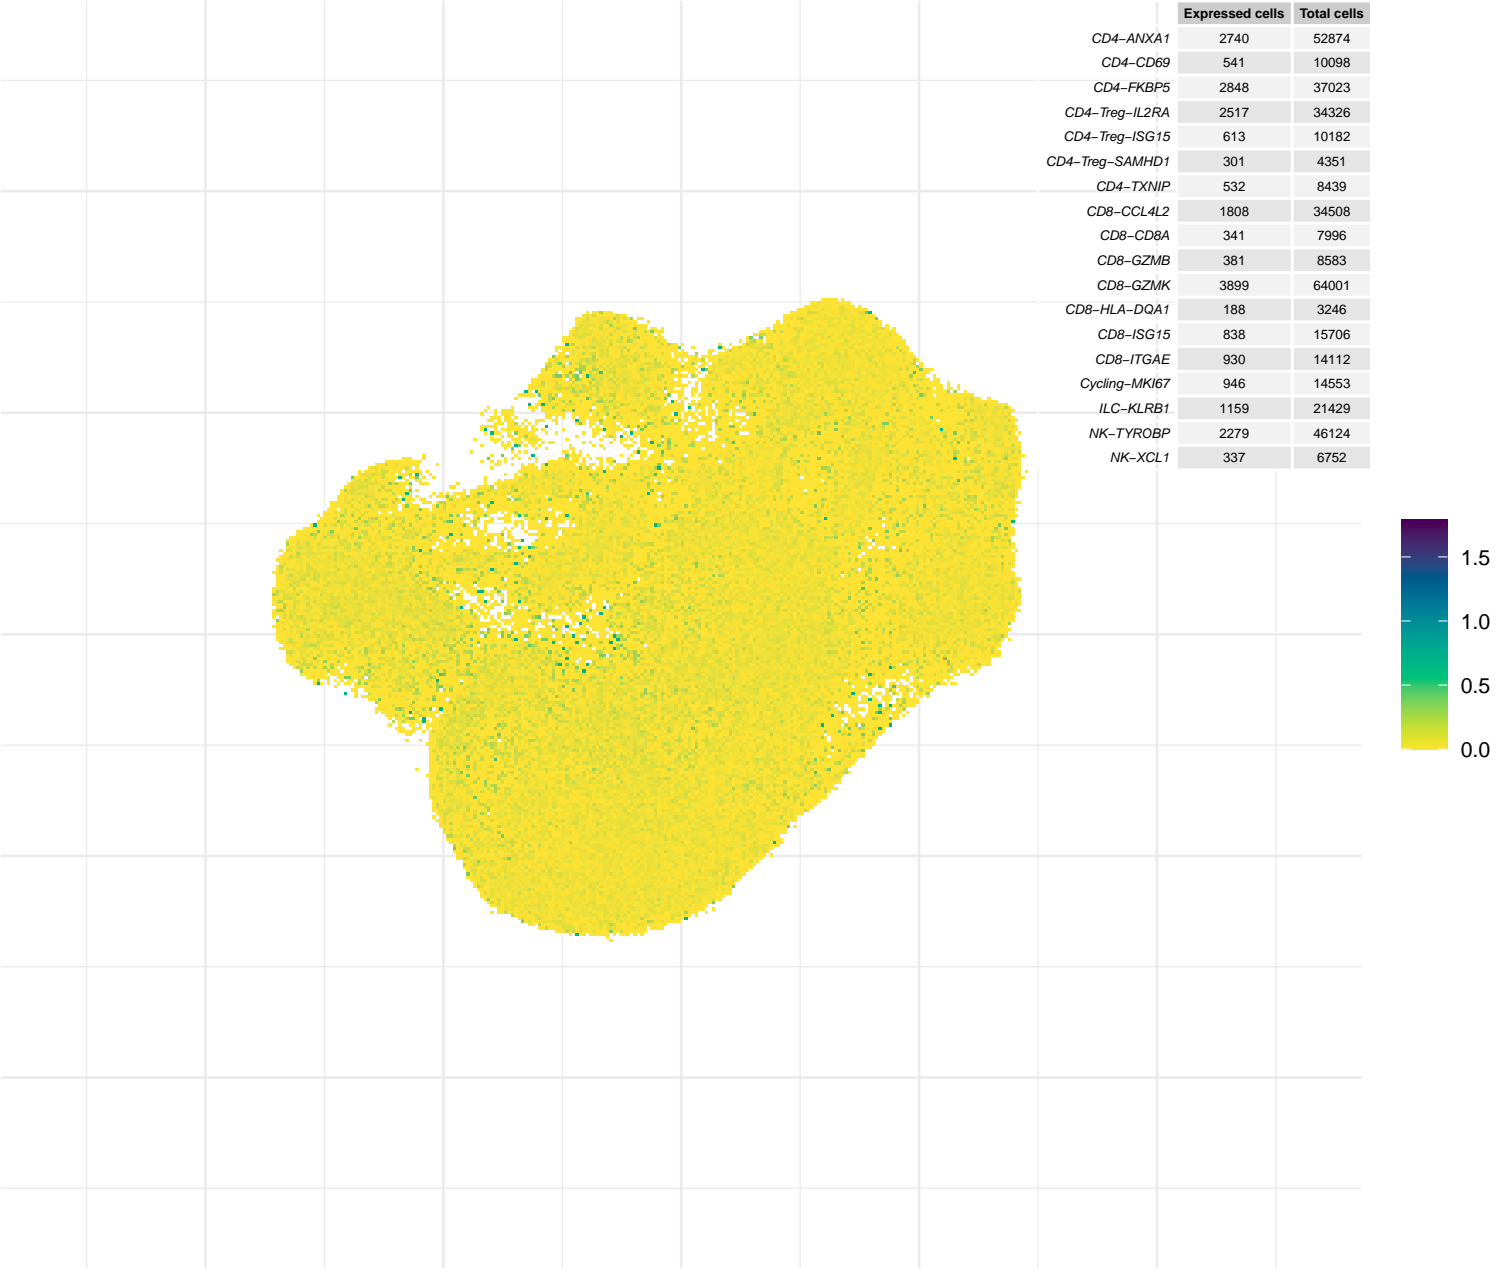 Expressed cells Total cells
CD4−ANXA1 2740 52874
CD4−CD69 541 10098
CD4−FKBP5 2848 37023
CD4−Treg−IL2RA 2517 34326
CD4−Treg−ISG15 613 10182
CD4−Treg−SAMHD1 301 4351
CD4−TXNIP 532 8439
CD8−CCL4L2 1808 34508
CD8−CD8A 341 7996
CD8−GZMB 381 8583
CD8−GZMK 3899 64001
CD8−HLA−DQA1 188 3246
CD8−ISG15 838 15706
CD8−ITGAE 930 14112
Cycling−MKI67 946 14553
ILC−KLRB1 1159 21429
NK−TYROBP 2279 46124
NK−XCL1 337 6752
1.5
1.0
0.5
0.0